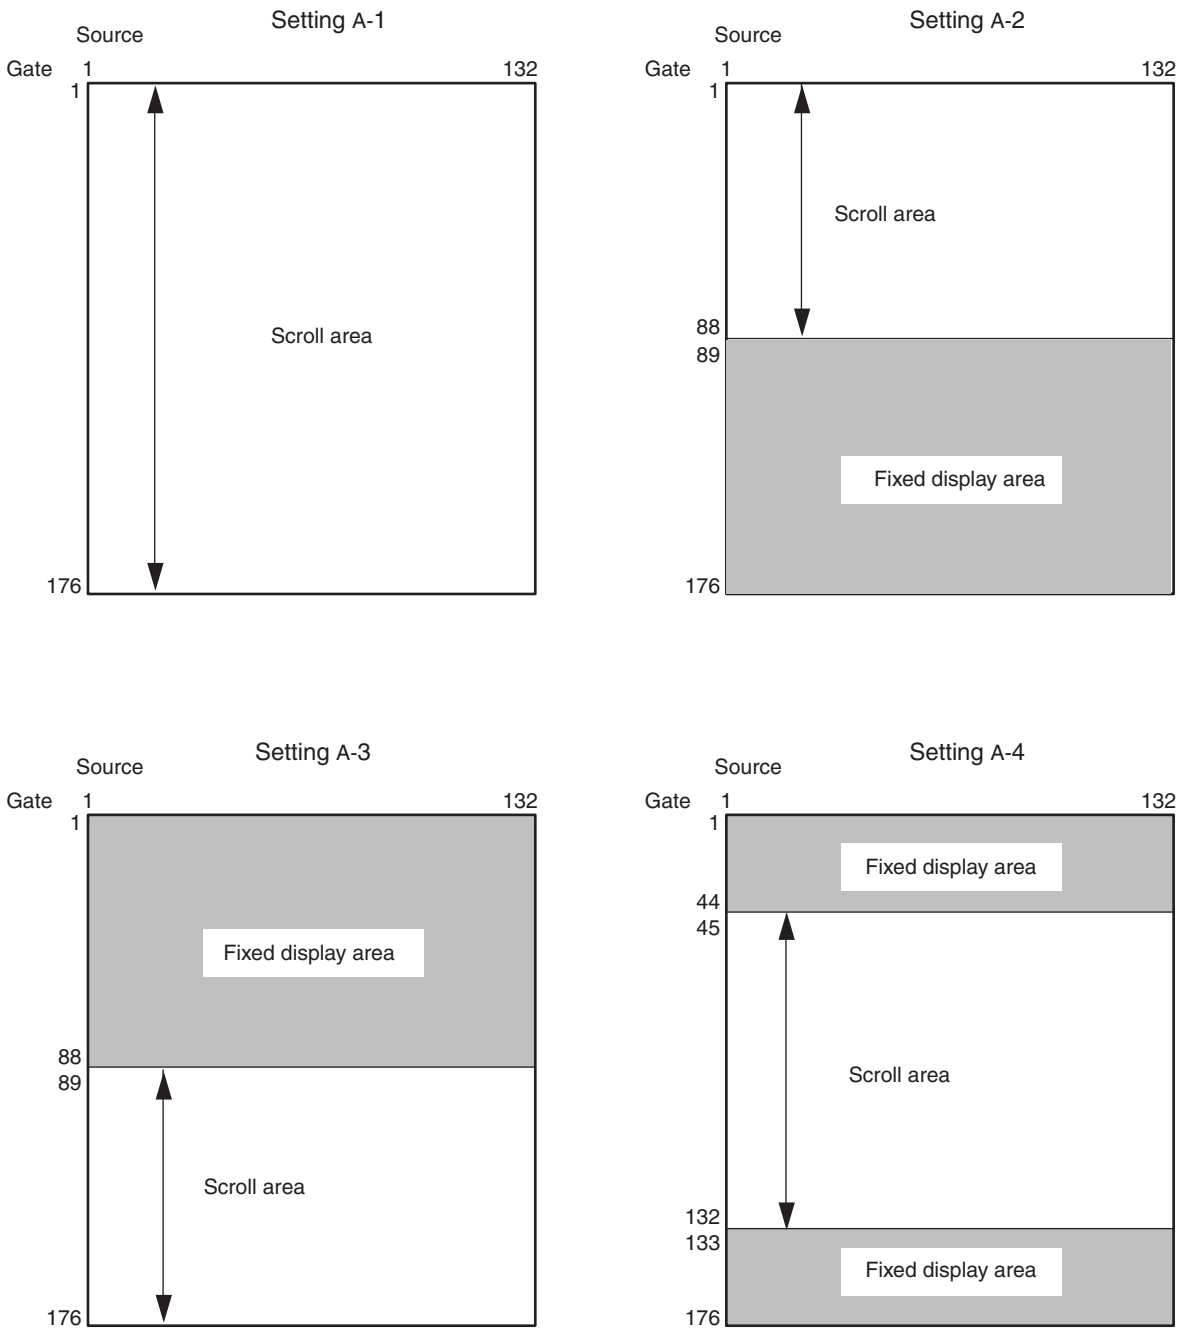 Setting A-1
Source
Gate 1 132
1
Scroll area
176
Setting A-2
Source
Gate 1 132
1
Scroll area
88
89
Fixed display area
176
Setting A-3
Source
Gate 1 132
1
Fixed display area
88
89
Scroll area
176
Setting A-4
Source
Gate 1 132
1
Fixed display area
44
45
Scroll area
132
133
Fixed display area
176